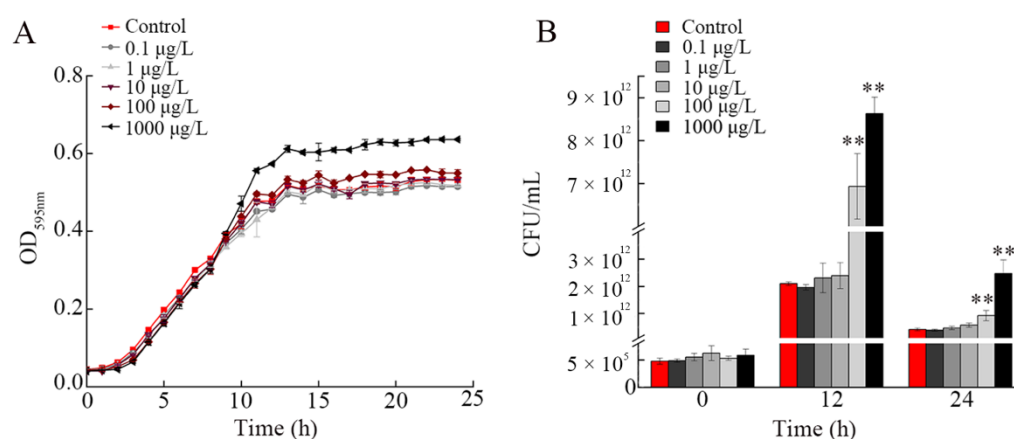 A
Control
0.1 µg/L
1 µg/L
10 µg/L
100 µg/L
1000 µg/L
0.8
0.6
0.4
0.2
0.0
OD595nm
0 5 10 15 20 25
Time (h)
B
Control
0.1 µg/L
1 µg/L
10 µg/L
100 µg/L
1000 µg/L
9 × 10¹²
8 × 10¹²
7 × 10¹²
3 × 10¹²
2 × 10¹²
1 × 10¹²
5 × 10⁵
0
CFU/mL
**
**
**
**
0 12 24
Time (h)